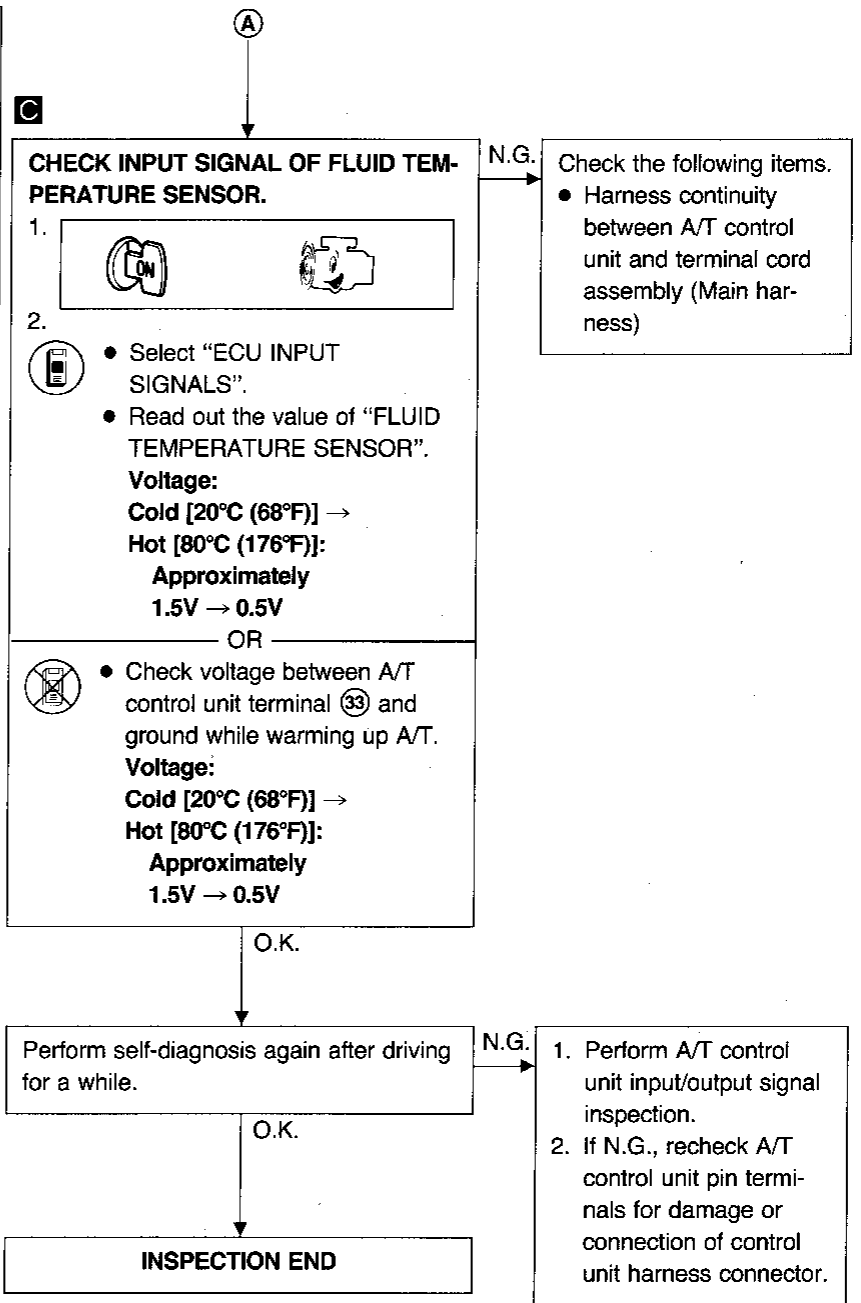 A
C
CHECK INPUT SIGNAL OF FLUID TEM-
PERATURE SENSOR.
1.
ON
2.
● Select “ECU INPUT
SIGNALS”.
● Read out the value of “FLUID
TEMPERATURE SENSOR”.
Voltage:
Cold [20°C (68°F)] →
Hot [80°C (176°F)]:
Approximately
1.5V → 0.5V
OR
● Check voltage between A/T
control unit terminal 33 and
ground while warming up A/T.
Voltage:
Cold [20°C (68°F)] →
Hot [80°C (176°F)]:
Approximately
1.5V → 0.5V
N.G.
Check the following items.
● Harness continuity
between A/T control
unit and terminal cord
assembly (Main har-
ness)
O.K.
Perform self-diagnosis again after driving
for a while.
N.G.
1. Perform A/T control
unit input/output signal
inspection.
2. If N.G., recheck A/T
control unit pin termi-
nals for damage or
connection of control
unit harness connector.
O.K.
INSPECTION END